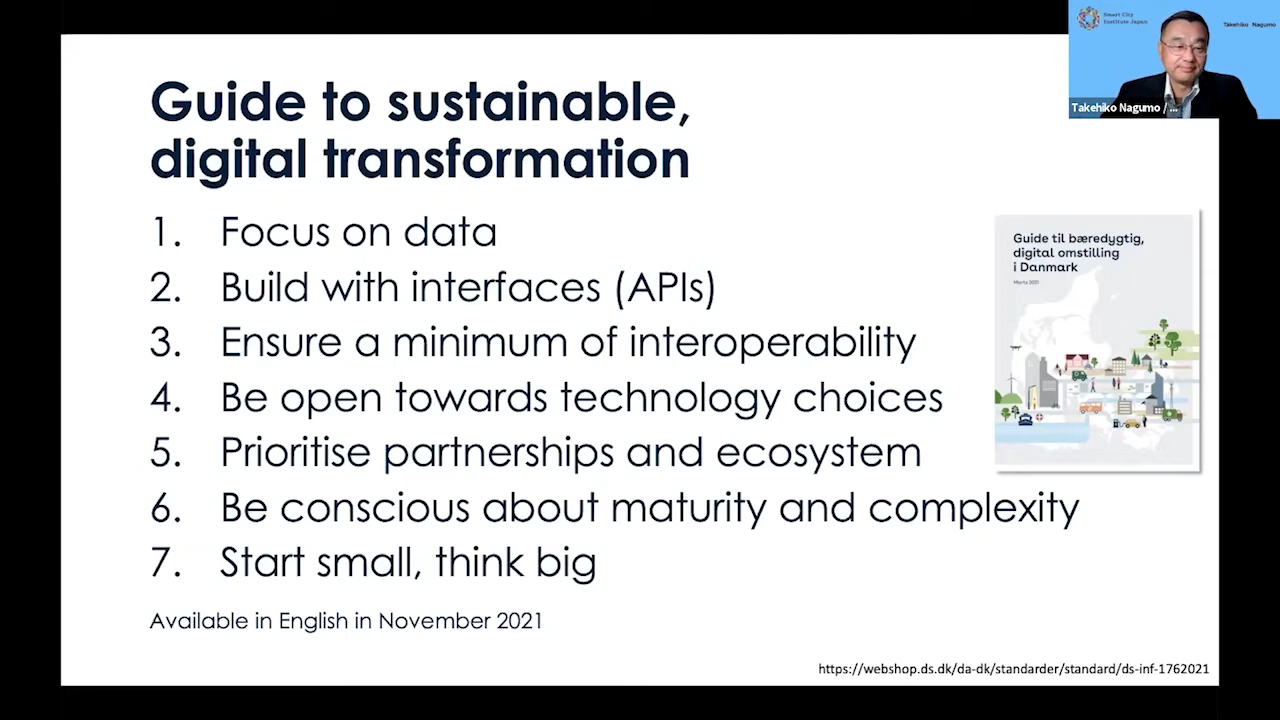 Guide to sustainable,
digital transformation
1. Focus on data
2. Build with interfaces (APIs)
3. Ensure a minimum of interoperability
4. Be open towards technology choices
5. Prioritise partnerships and ecosystem
6. Be conscious about maturity and complexity
7. Start small, think big
Available in English in November 2021
https://webshop.ds.dk/da-dk/standarder/standard/ds-inf-1762021
Guide til bæredygtig,
digital omstilling
i Danmark
Marts 2021
Smart City
Institute Japan
Takehiko Nagumo
Takehiko Nagumo / ...